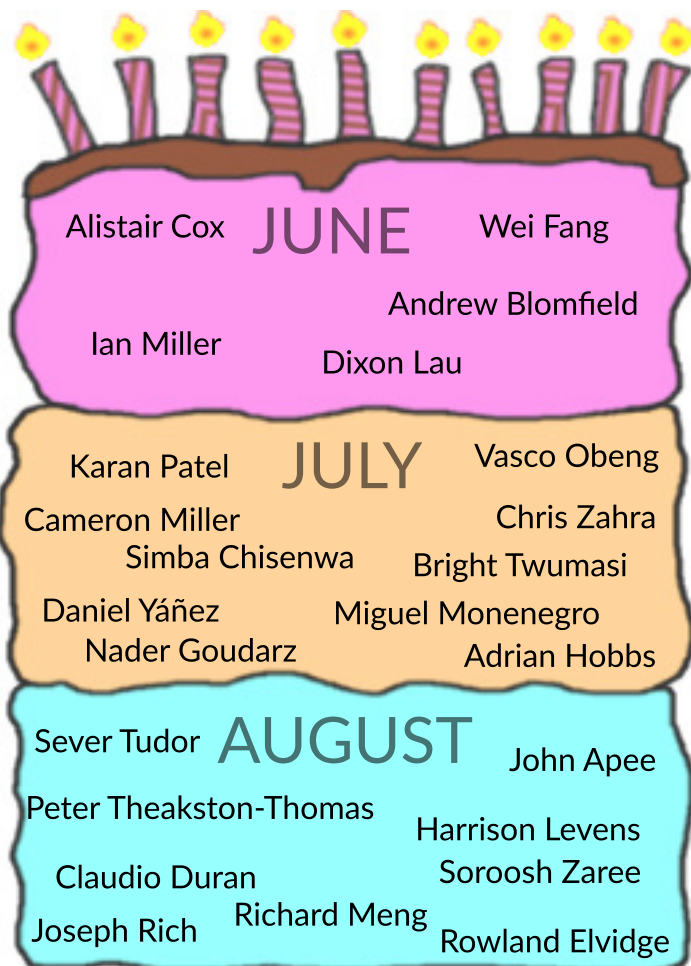 JUNE
Alistair Cox
Wei Fang
Andrew Blomfield
Ian Miller
Dixon Lau
JULY
Karan Patel
Vasco Obeng
Cameron Miller
Chris Zahra
Simba Chisenwa
Bright Twumasi
Daniel Yáñez
Miguel Monenegro
Nader Goudarz
Adrian Hobbs
AUGUST
Sever Tudor
John Apee
Peter Theakston-Thomas
Harrison Levens
Claudio Duran
Soroosh Zaree
Richard Meng
Joseph Rich
Rowland Elvidge